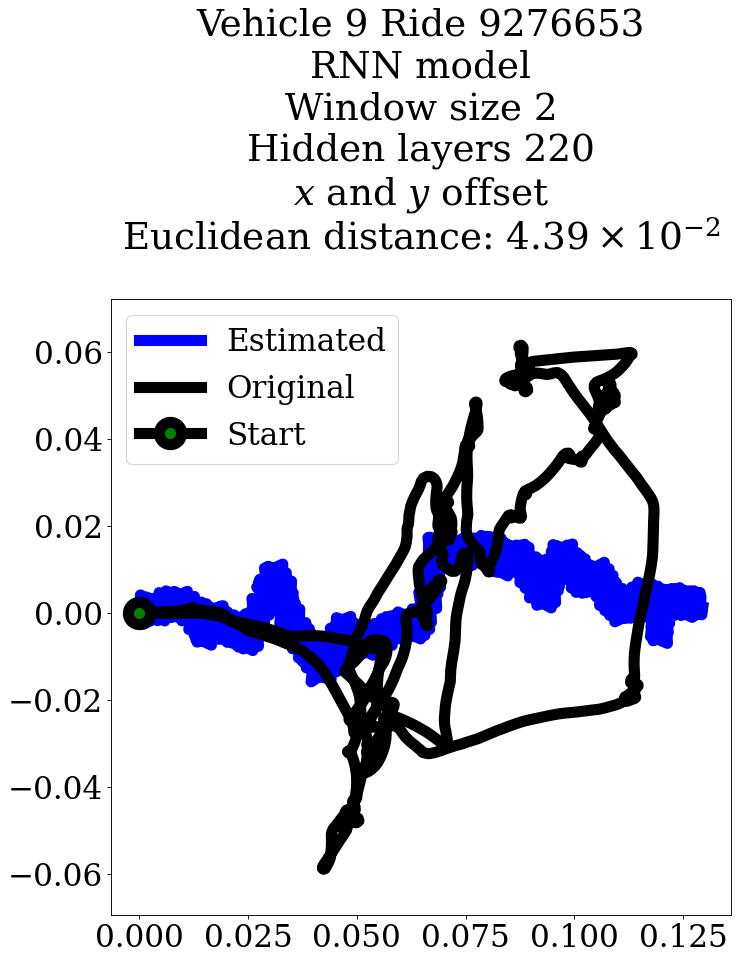 Vehicle 9 Ride 9276653
RNN model
Window size 2
Hidden layers 220
x and y offset
Euclidean distance: 4.39 × 10⁻²
Estimated
Original
Start
0.06
0.04
0.02
0.00
−0.02
−0.04
−0.06
0.000 0.025 0.050 0.075 0.100 0.125